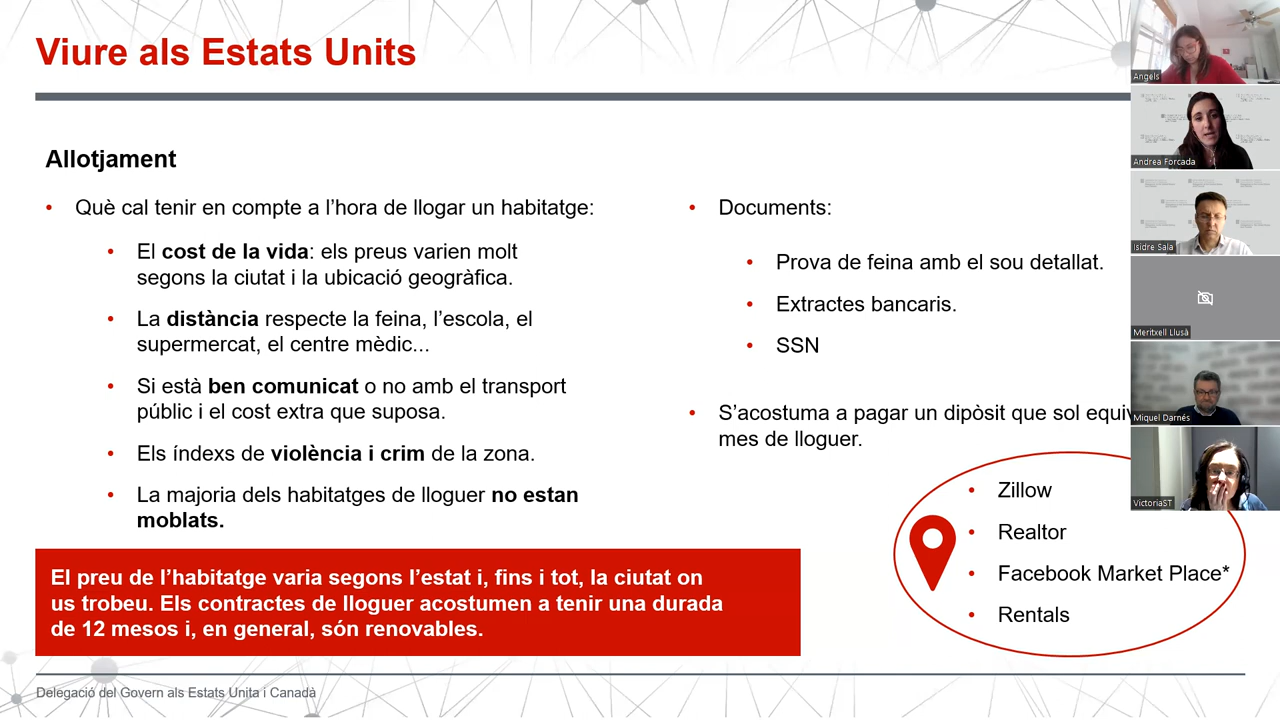 Viure als Estats Units
Allotjament
• Què cal tenir en compte a l’hora de llogar un habitatge:
• El cost de la vida: els preus varien molt
segons la ciutat i la ubicació geogràfica.
• La distància respecte la feina, l’escola, el
supermercat, el centre mèdic...
• Si està ben comunicat o no amb el transport
públic i el cost extra que suposa.
• Els índexs de violència i crim de la zona.
• La majoria dels habitatges de lloguer no estan
moblats.
El preu de l’habitatge varia segons l’estat i, fins i tot, la ciutat on
us trobeu. Els contractes de lloguer acostumen a tenir una durada
de 12 mesos i, en general, són renovables.
• Documents:
• Prova de feina amb el sou detallat.
• Extractes bancaris.
• SSN
• S’acostuma a pagar un dipòsit que sol
mes de lloguer.
• Zillow
• Realtor
• Facebook Market Place*
• Rentals
Delegació del Govern als Estats Units i Canadà
Angels
Andrea Forcada
Isidre Sala
Meritxell Llusà
Miquel Darnés
VictoriaST